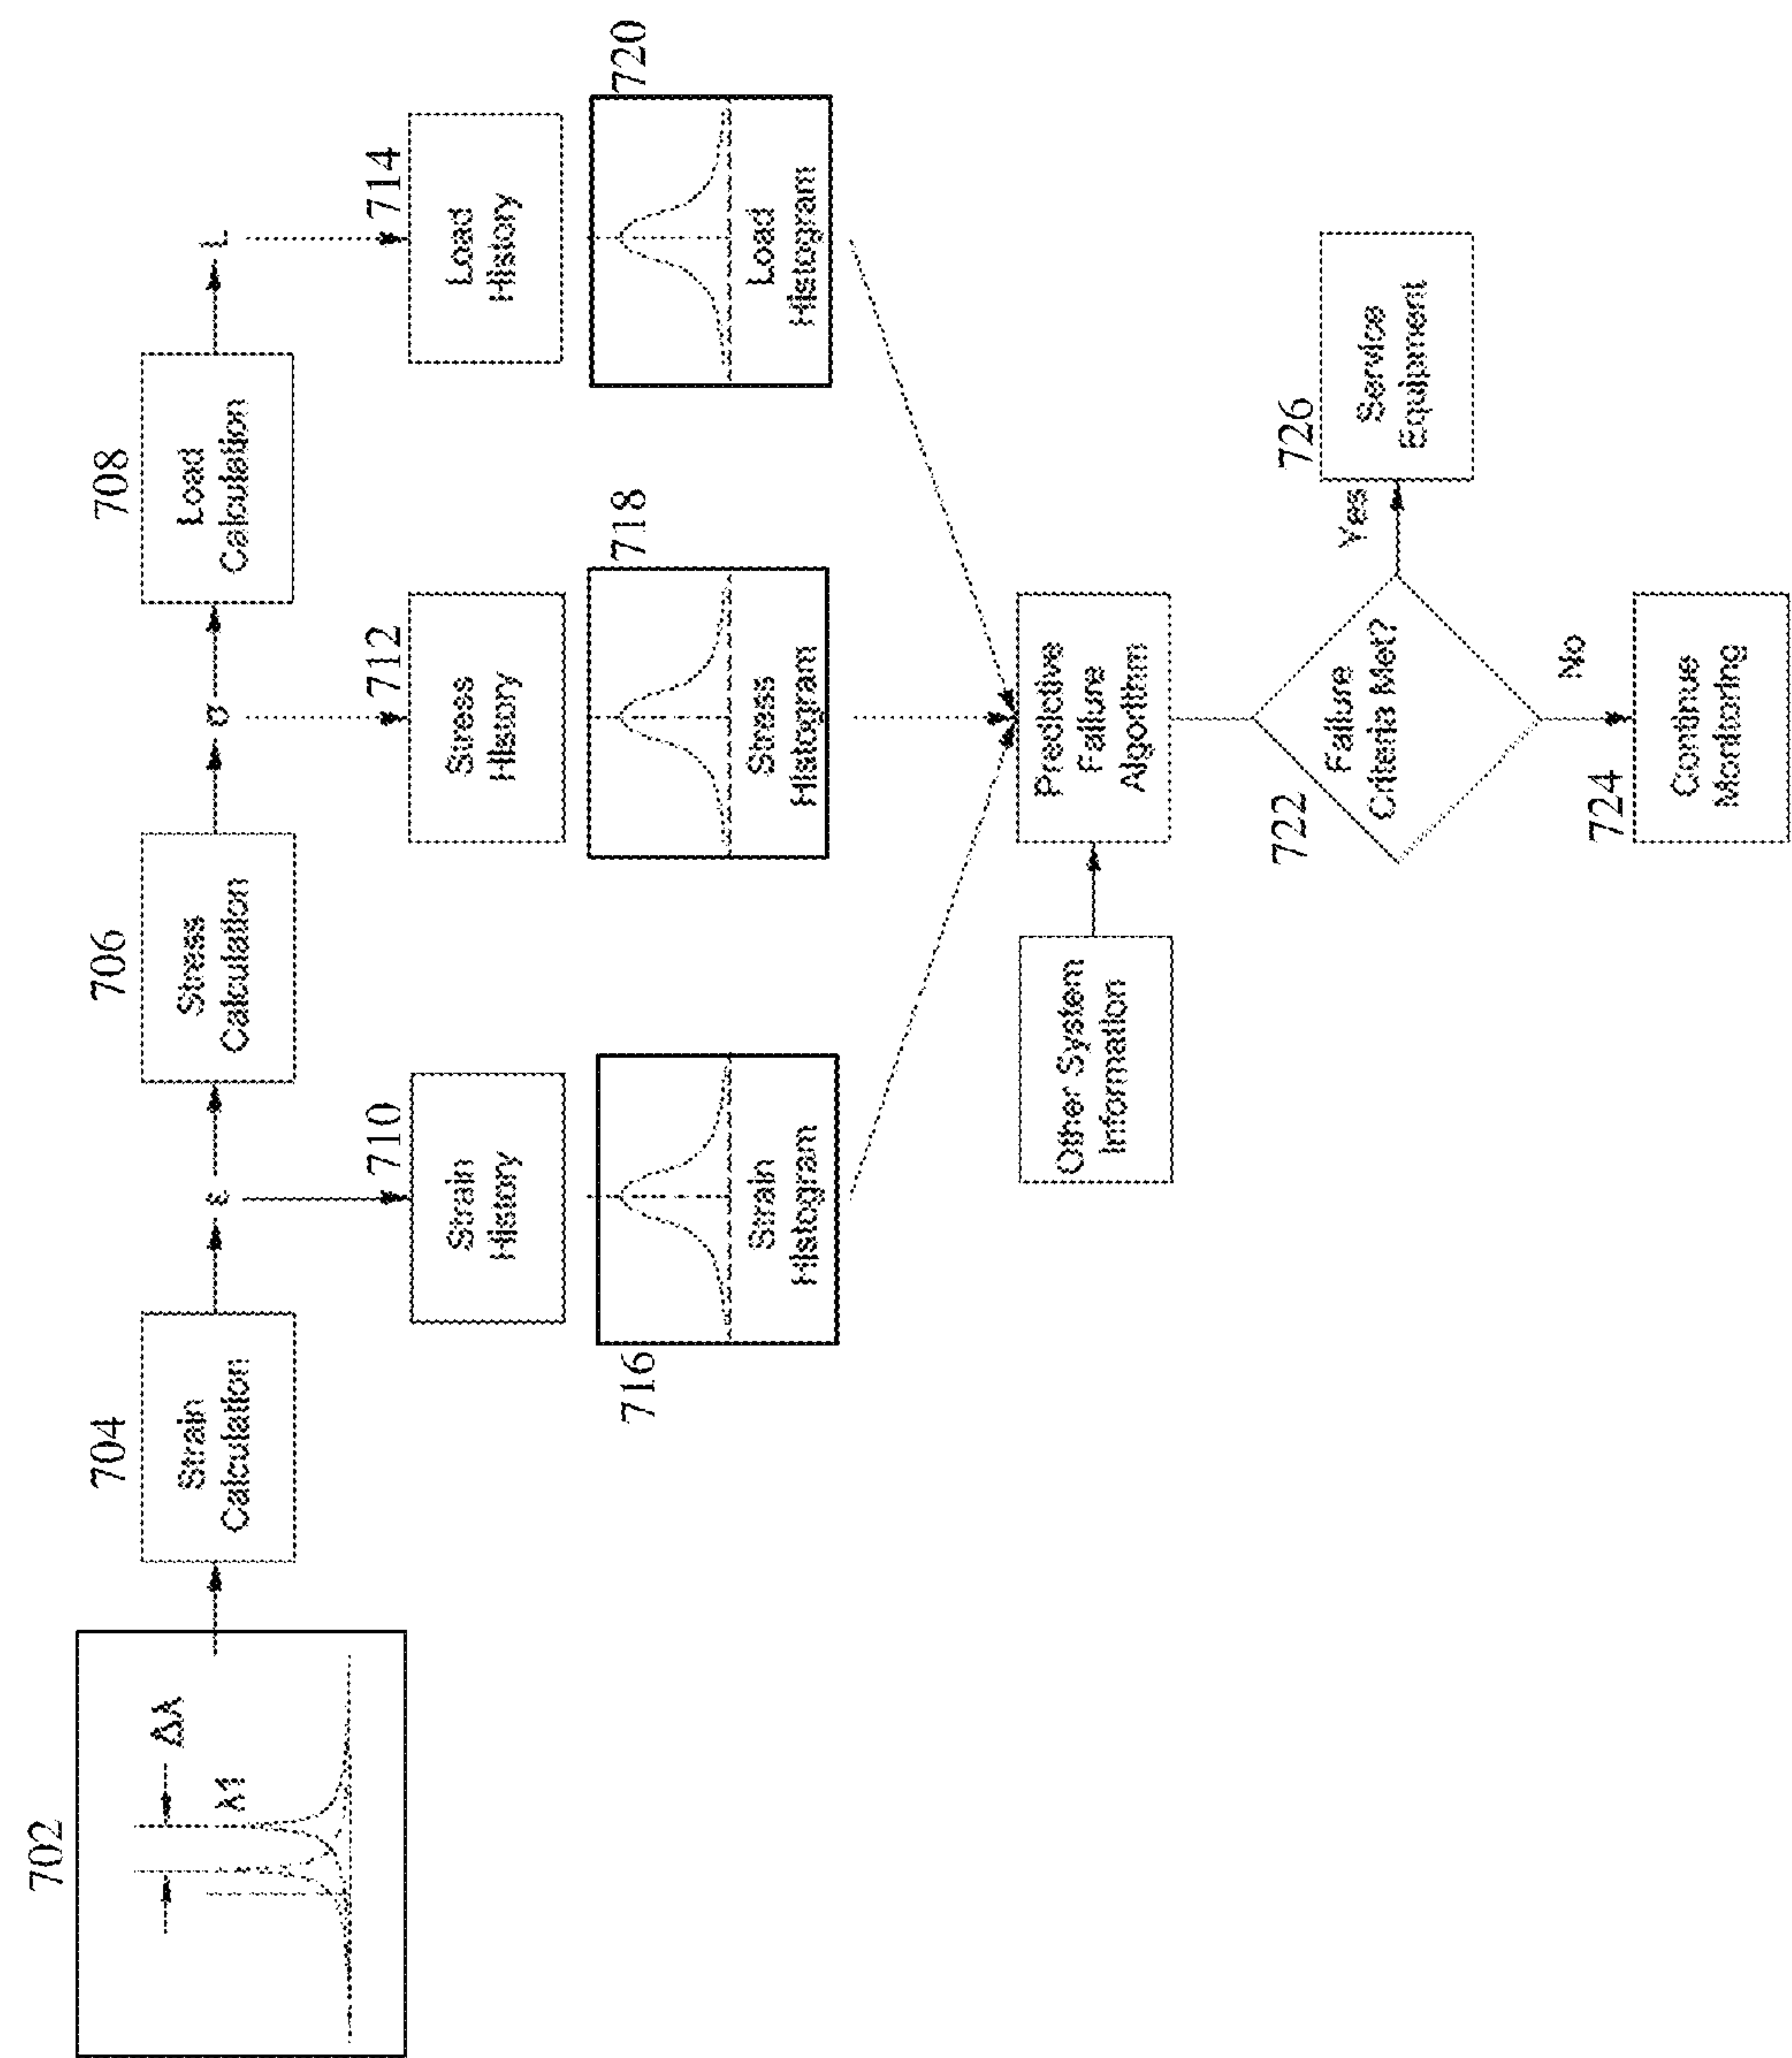 702
Δλ
λ1
704
Strain
Calculation
ε
706
Stress
Calculation
σ
708
Load
Calculation
L
710
Strain
History
712
Stress
History
714
Load
History
716
Strain
Histogram
718
Stress
Histogram
720
Load
Histogram
Other System
Information
Predictive
Failure
Algorithm
722
Failure
Criteria Met?
Yes
726
Service
Equipment
No
724
Continue
Monitoring